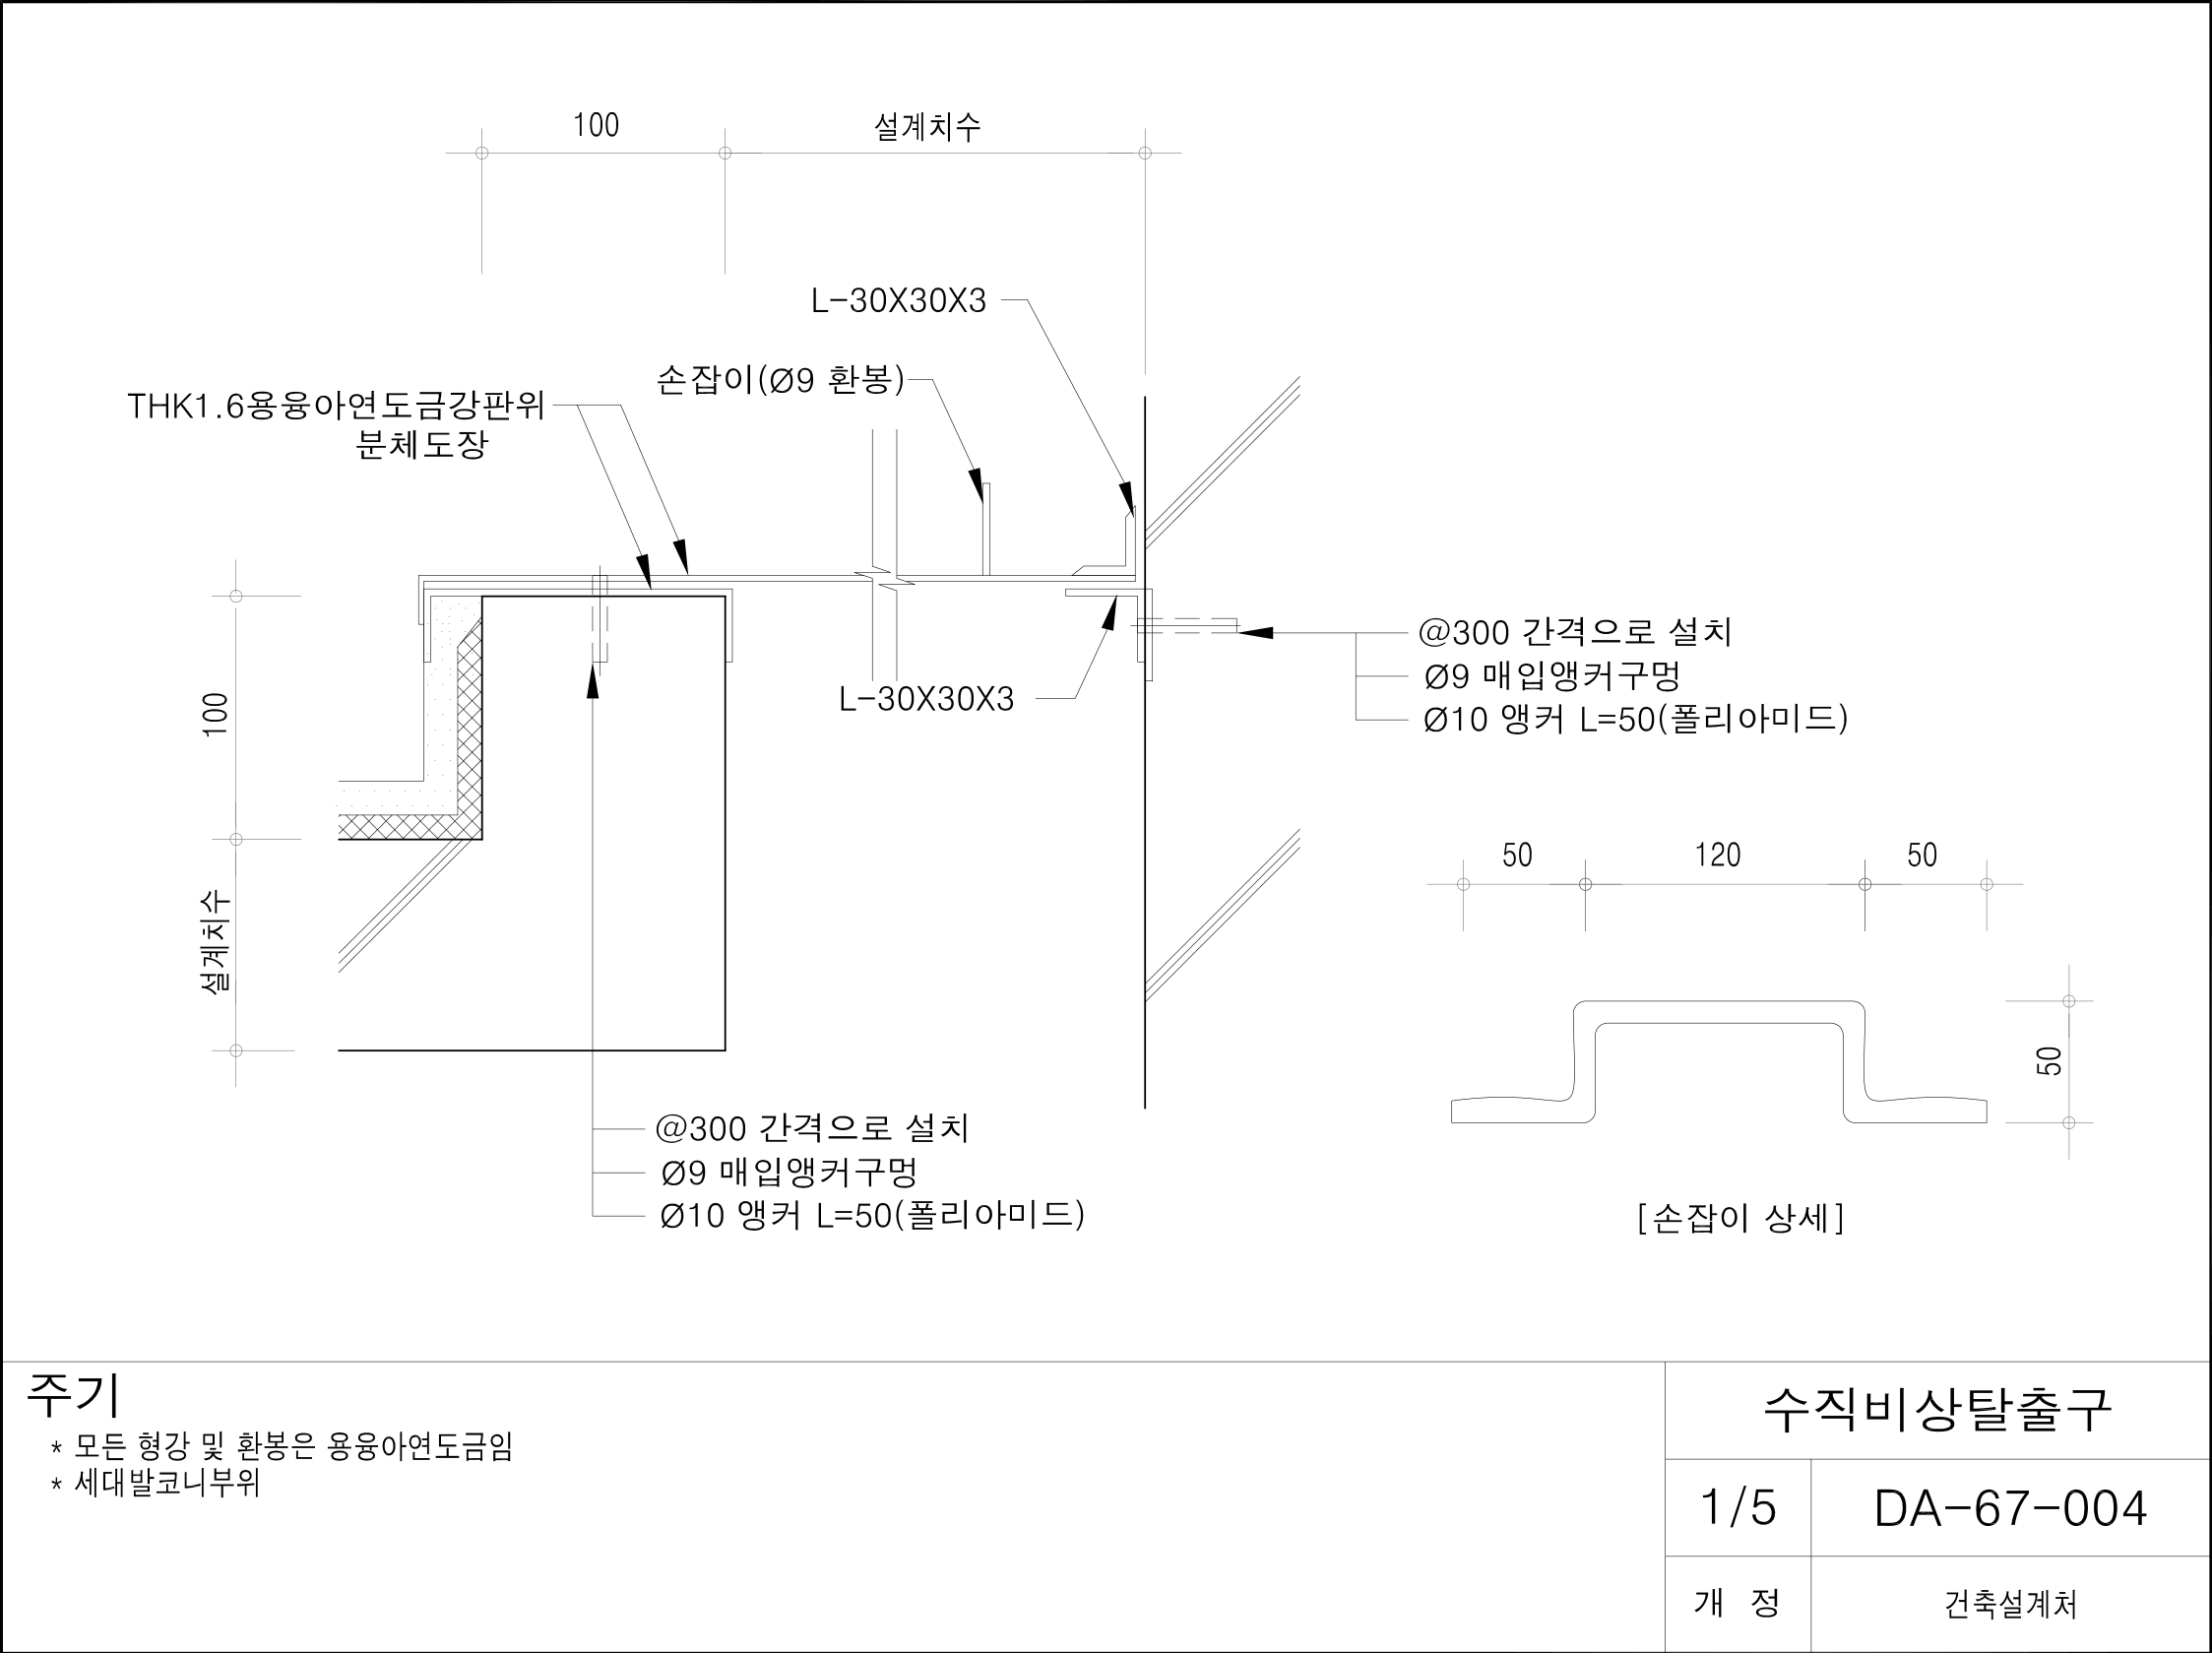 100
설계치수
L-30X30X3
손잡이(Ø9 환봉)
THK1.6용융아연도금강판위
분체도장
@300 간격으로 설치
Ø9 매입앵커구멍
Ø10 앵커 L=50(폴리아미드)
L-30X30X3
100
설계치수
50
120
50
50
@300 간격으로 설치
Ø9 매입앵커구멍
Ø10 앵커 L=50(폴리아미드)
[손잡이 상세]
주기
* 모든 형강 및 환봉은 용융아연도금임
* 세대발코니부위
수직비상탈출구
1/5
DA-67-004
개 정
건축설계처